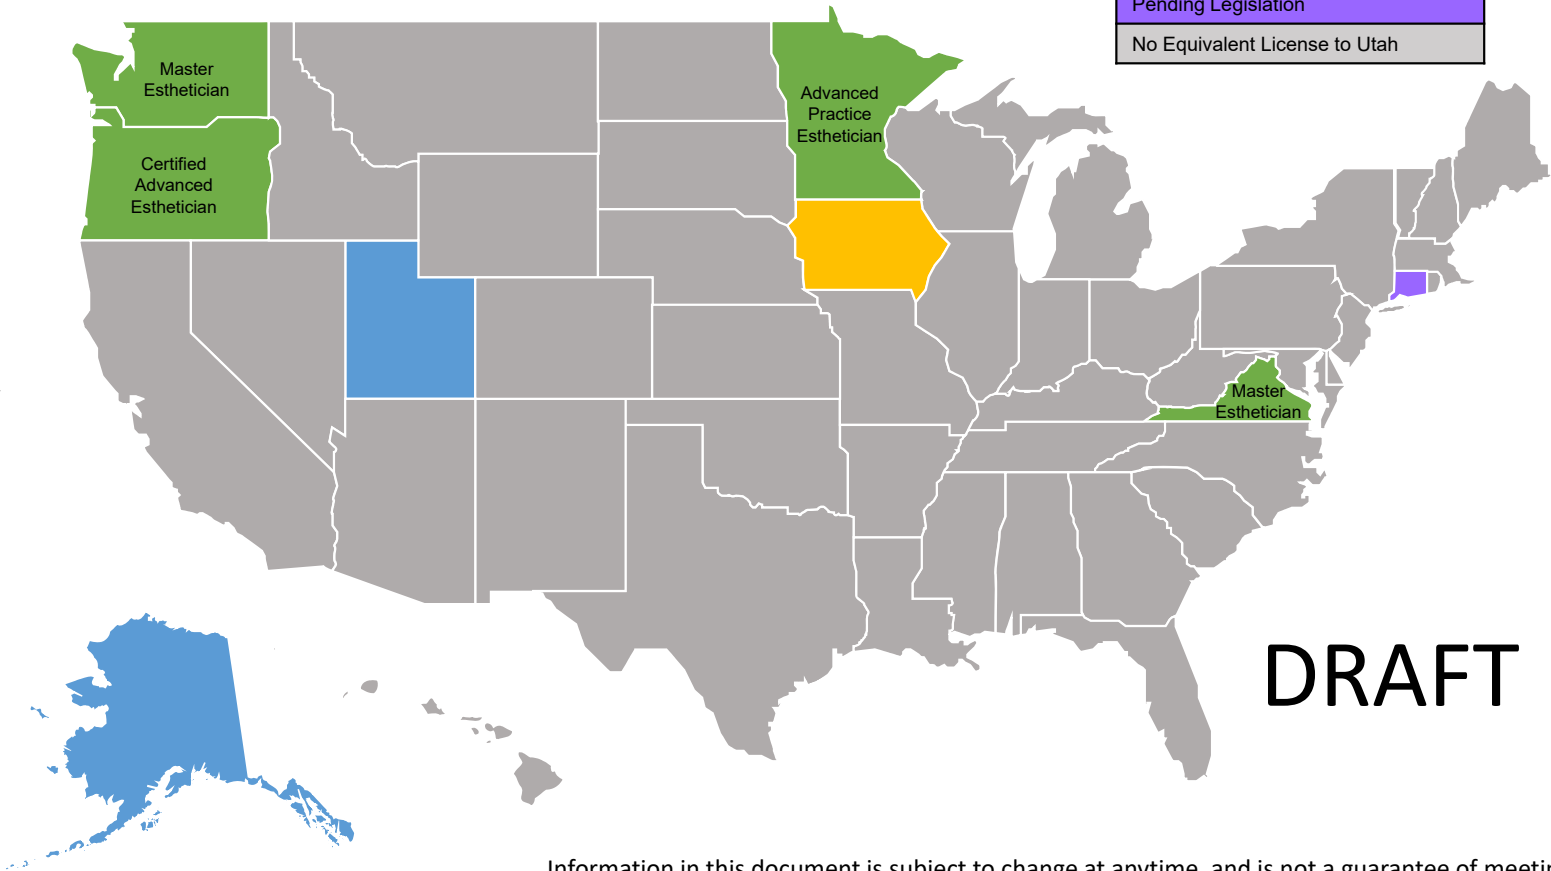 Pending Legislation
No Equivalent License to Utah
Master
Esthetician
Advanced
Practice
Esthetician
Certified
Advanced
Esthetician
Master
Esthetician
DRAFT
Information in this document is subject to change at anytime, and is not a guarantee of